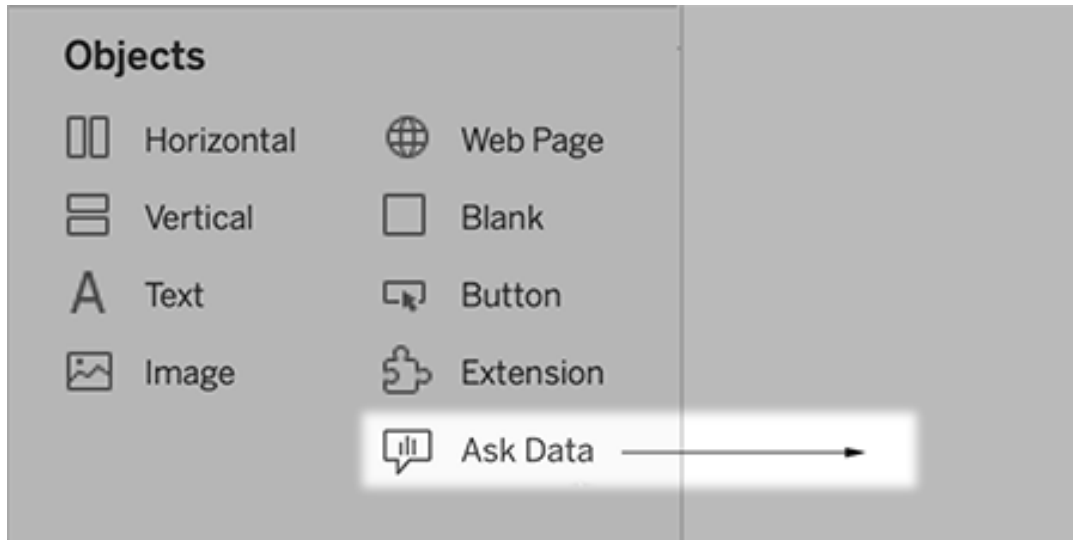 Objects
Horizontal
Web Page
Vertical
Blank
Text
Button
Image
Extension
Ask Data